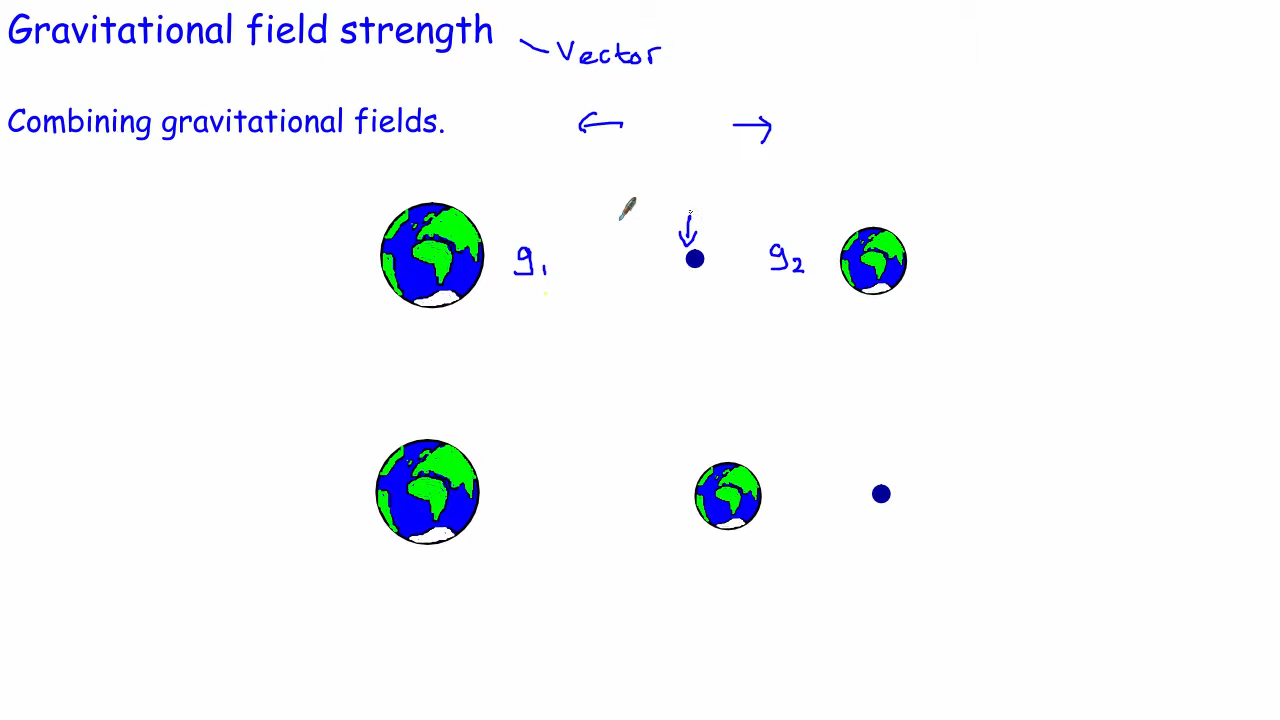 Gravitational field strength
Vector
Combining gravitational fields.
g1
g2